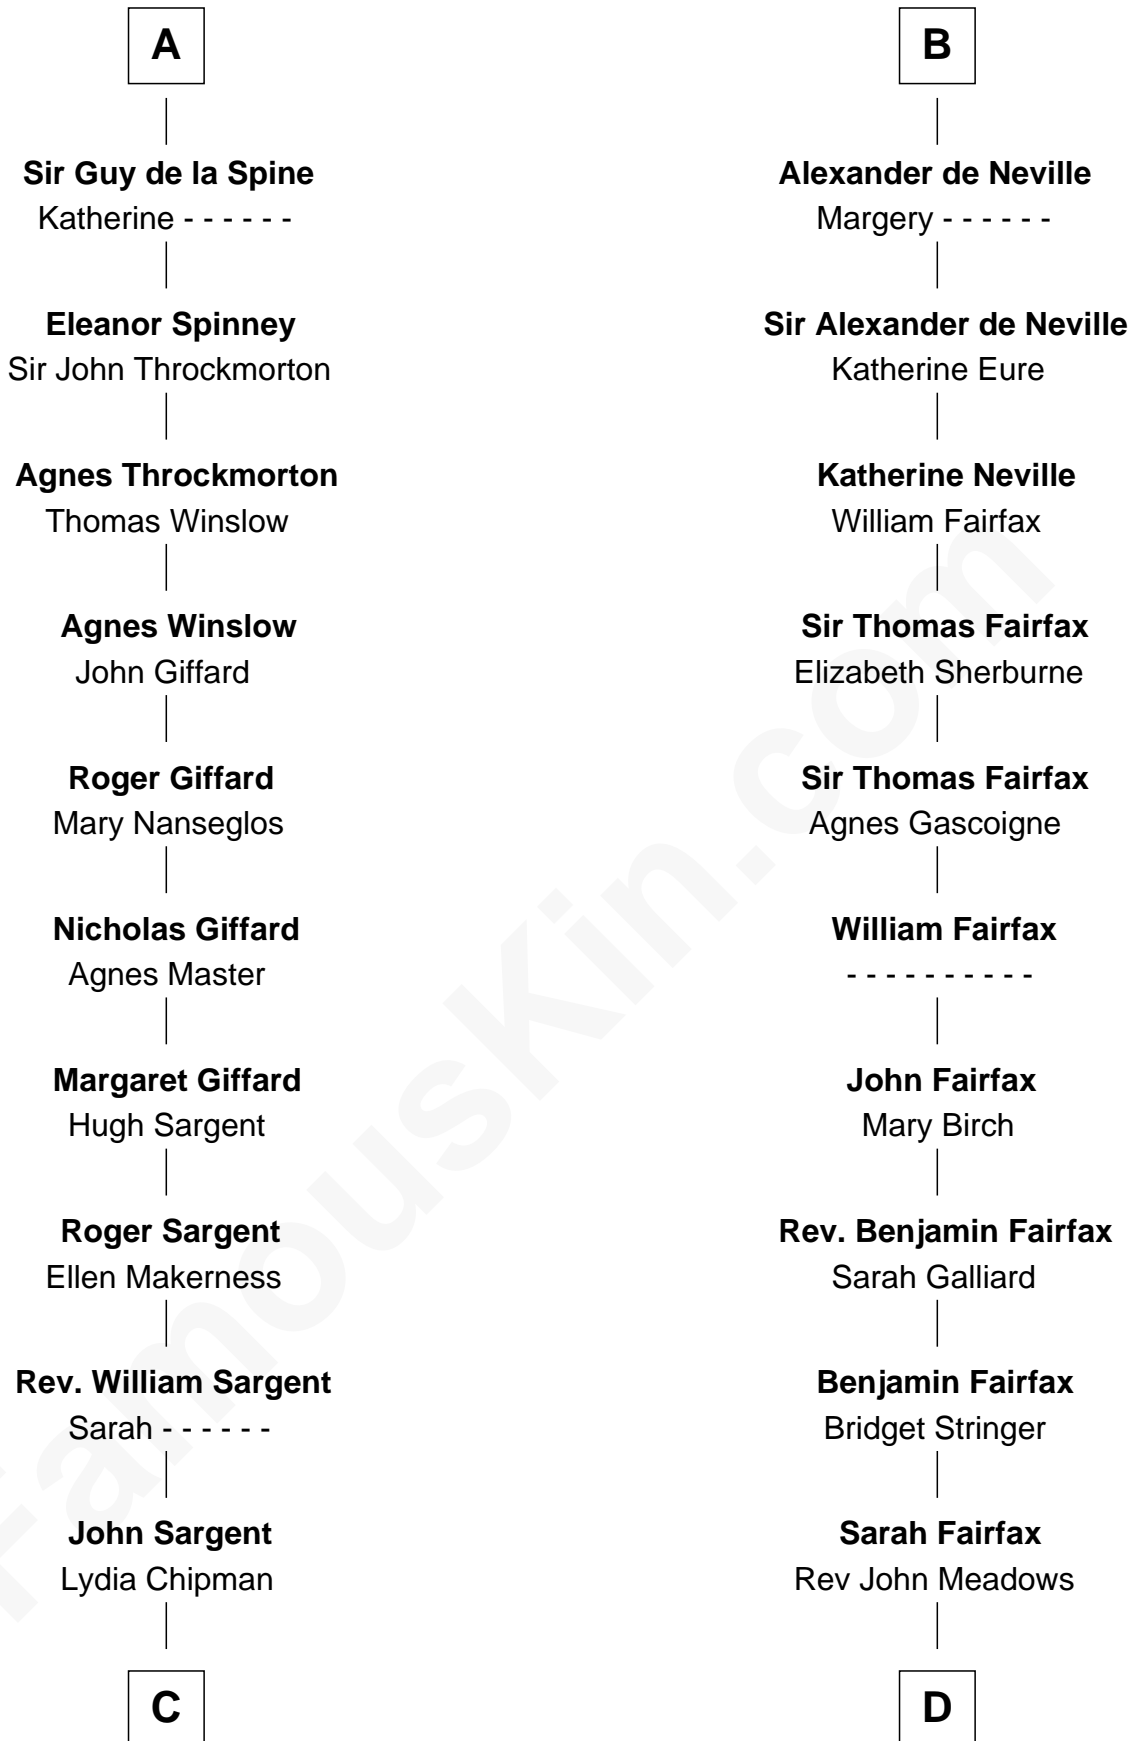 A
Sir Guy de la Spine
Katherine - - - - - -
Eleanor Spinney
Sir John Throckmorton
Agnes Throckmorton
Thomas Winslow
Agnes Winslow
John Giffard
Roger Giffard
Mary Nanseglos
Nicholas Giffard
Agnes Master
Margaret Giffard
Hugh Sargent
Roger Sargent
Ellen Makerness
Rev. William Sargent
Sarah - - - - - -
John Sargent
Lydia Chipman
C
B
Alexander de Neville
Margery - - - - - -
Sir Alexander de Neville
Katherine Eure
Katherine Neville
William Fairfax
Sir Thomas Fairfax
Elizabeth Sherburne
Sir Thomas Fairfax
Agnes Gascoigne
William Fairfax
- - - - - - - - - -
John Fairfax
Mary Birch
Rev. Benjamin Fairfax
Sarah Galliard
Benjamin Fairfax
Bridget Stringer
Sarah Fairfax
Rev John Meadows
D
FamousKin.com